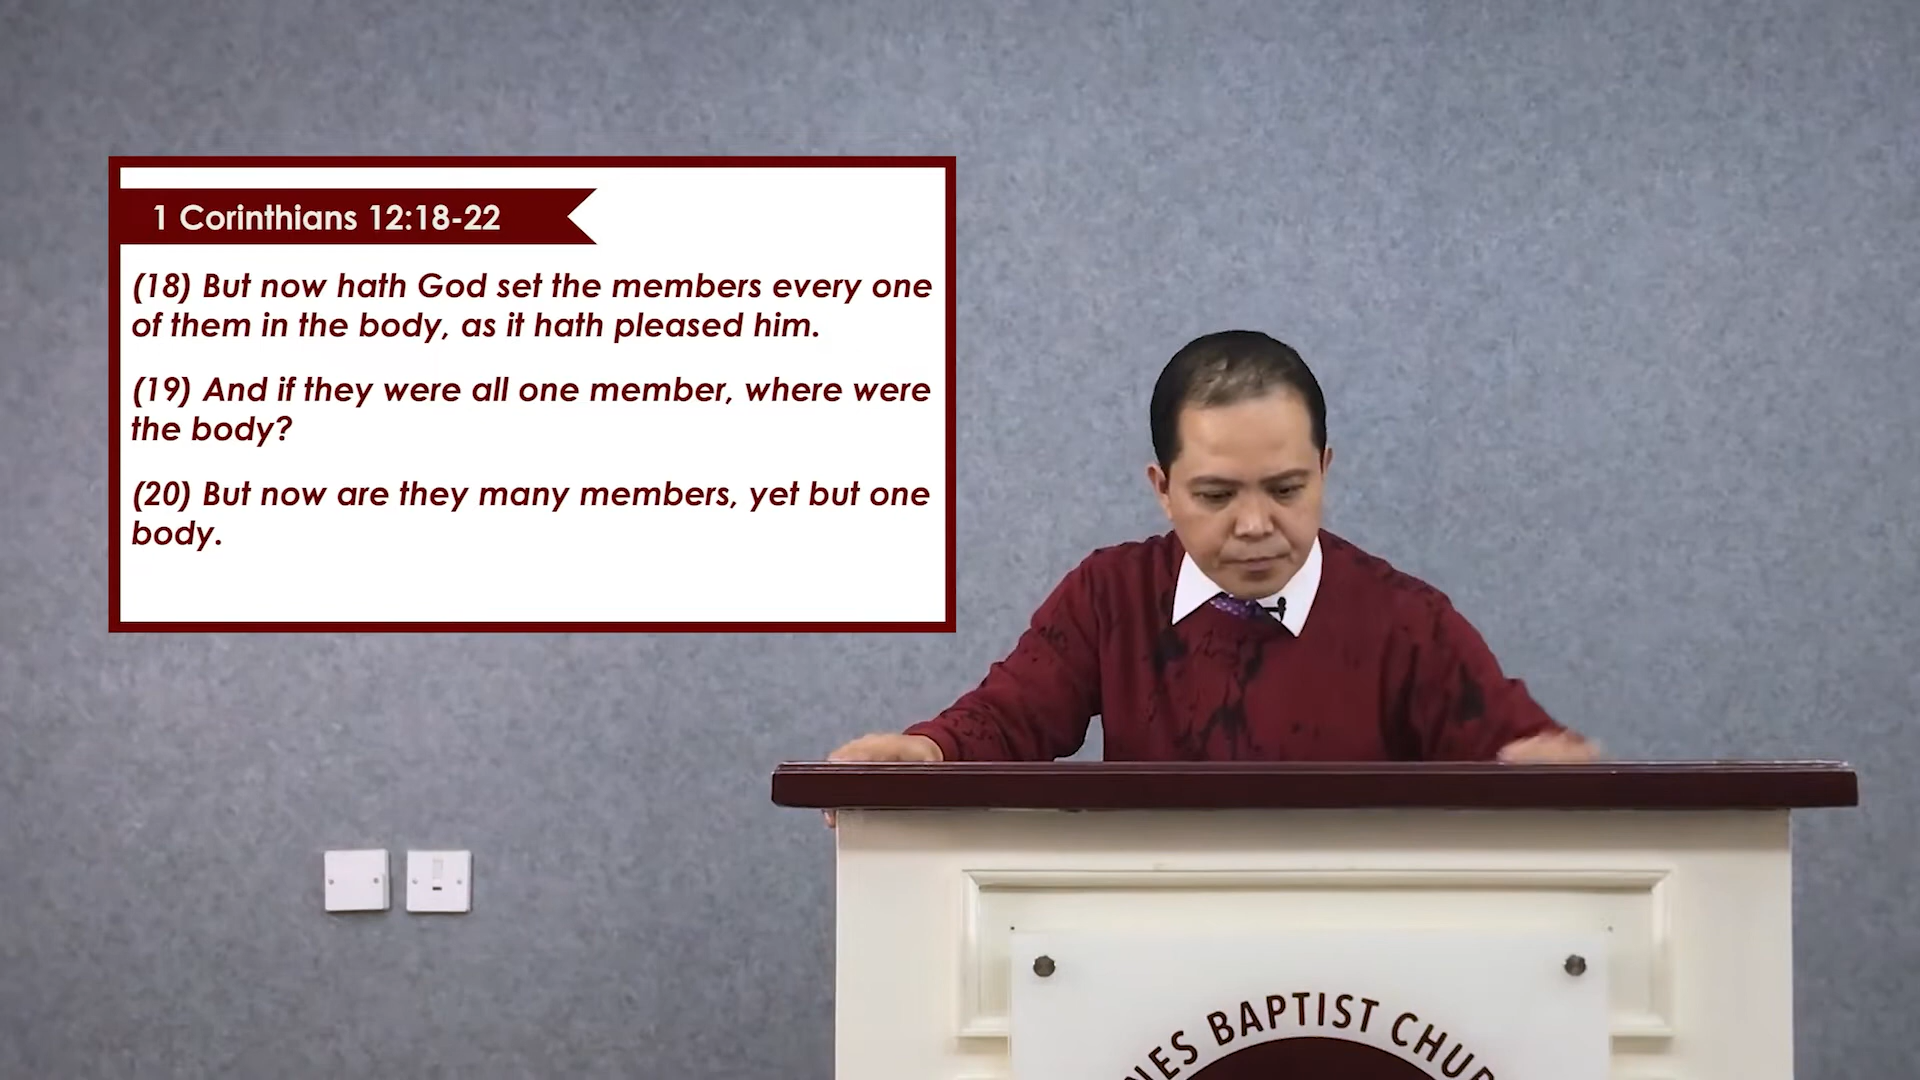 1 Corinthians 12:18-22
(18) But now hath God set the members every one
of them in the body, as it hath pleased him.
(19) And if they were all one member, where were
the body?
(20) But now are they many members, yet but one
body.
BAPTIST